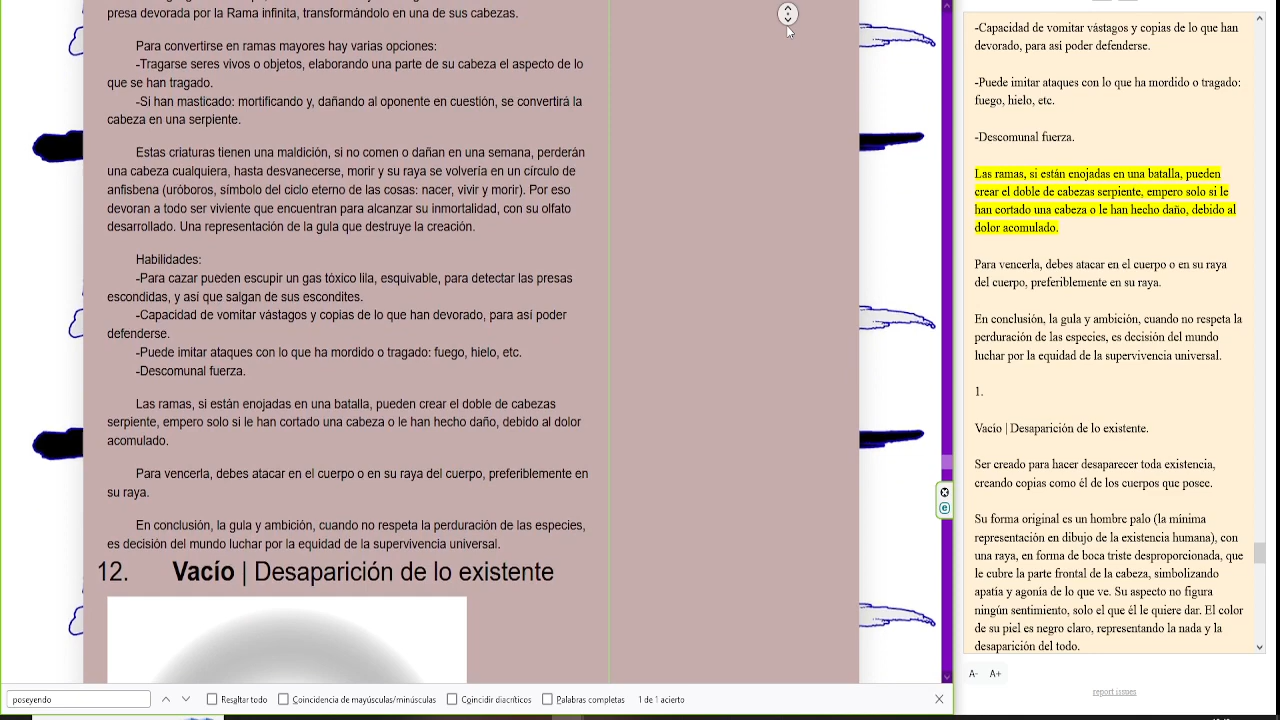 presa devorada por la Rama infinita, transformándolo en una de sus cabezas.
Para convertirse en ramas mayores hay varias opciones:
-Tragarse seres vivos o objetos, elaborando una parte de su cabeza el aspecto de lo
que se han tragado.
-Si han masticado: mortificando y, dañando al oponente en cuestión, se convertirá la
cabeza en una serpiente.
Estas criaturas tienen una maldición, si no comen o dañan en una semana, perderán
una cabeza cualquiera, hasta desvanecerse, morir y su raya se volvería en un círculo de
anfisbena (uróboros, símbolo del ciclo eterno de las cosas: nacer, vivir y morir). Por eso
devoran a todo ser viviente que encuentran para alcanzar su inmortalidad, con su olfato
desarrollado. Una representación de la gula que destruye la creación.
Habilidades:
-Para cazar pueden escupir un gas tóxico lila, esquivable, para detectar las presas
escondidas, y así que salgan de sus escondites.
-Capacidad de vomitar vástagos y copias de lo que han devorado, para así poder
defenderse.
-Puede imitar ataques con lo que ha mordido o tragado: fuego, hielo, etc.
-Descomunal fuerza.
Las ramas, si están enojadas en una batalla, pueden crear el doble de cabezas
serpiente, empero solo si le han cortado una cabeza o le han hecho daño, debido al dolor
acumulado.
Para vencerla, debes atacar en el cuerpo o en su raya del cuerpo, preferiblemente en
su raya.
En conclusión, la gula y ambición, cuando no respeta la perduración de las especies,
es decisión del mundo luchar por la equidad de la supervivencia universal.
12. Vacío | Desaparición de lo existente
poseyendo
Resaltar todo
Coincidencia de mayúsculas/minúsculas
Coincidir diacríticos
Palabras completas
1 de 1 acierto
-Capacidad de vomitar vástagos y copias de lo que han
devorado, para así poder defenderse.
-Puede imitar ataques con lo que ha mordido o tragado:
fuego, hielo, etc.
-Descomunal fuerza.
Las ramas, si están enojadas en una batalla, pueden
crear el doble de cabezas serpiente, empero solo si le
han cortado una cabeza o le han hecho daño, debido al
dolor acumulado.
Para vencerla, debes atacar en el cuerpo o en su raya
del cuerpo, preferiblemente en su raya.
En conclusión, la gula y ambición, cuando no respeta la
perduración de las especies, es decisión del mundo
luchar por la equidad de la supervivencia universal.
1.
Vacío | Desaparición de lo existente.
Ser creado para hacer desaparecer toda existencia,
creando copias como él de los cuerpos que posee.
Su forma original es un hombre palo (la mínima
representación en dibujo de la existencia humana), con
una raya, en forma de boca triste desproporcionada, que
le cubre la parte frontal de la cabeza, simbolizando
apatía y agonía de lo que ve. Su aspecto no figura
ningún sentimiento, solo el que él le quiere dar. El color
de su piel es negro claro, representando la nada y la
desaparición del todo.
A- A+
report issues